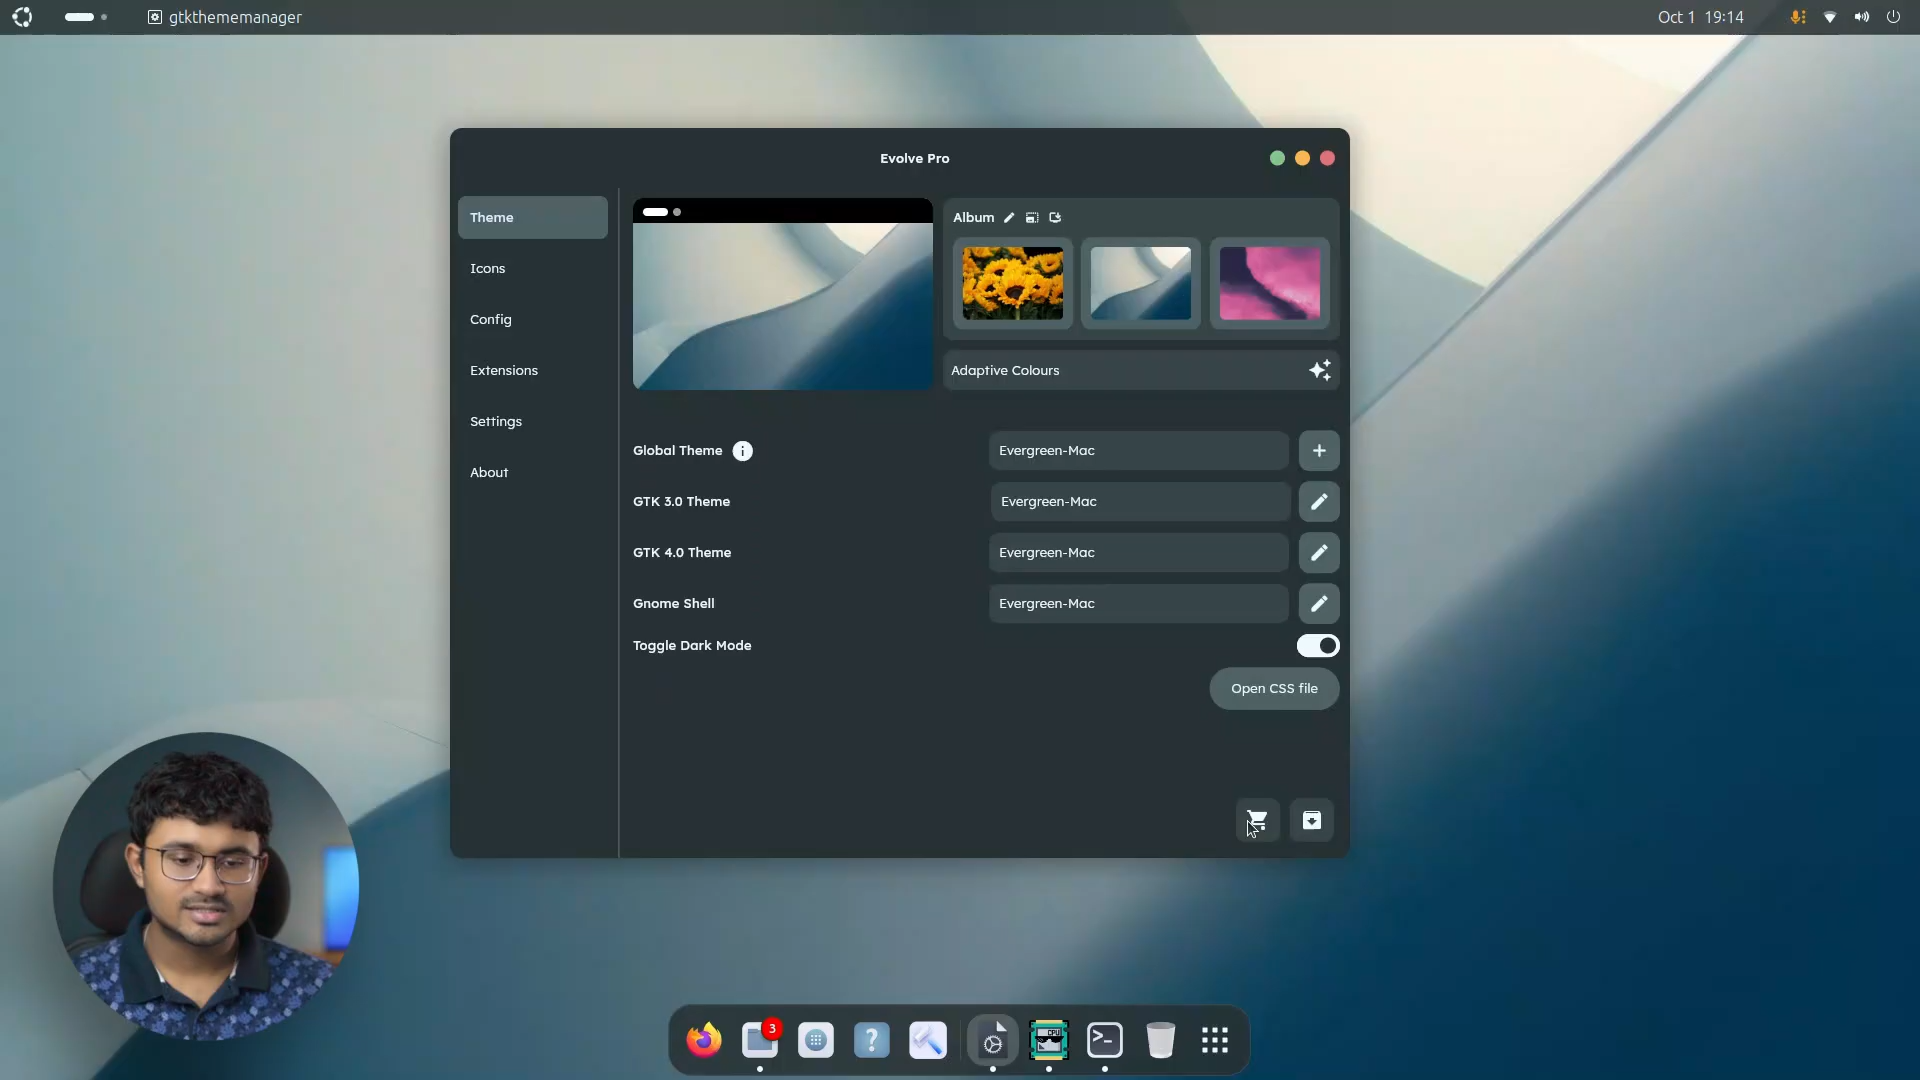 gtkthememanager
Oct 1 19:14
Evolve Pro
Theme
Icons
Config
Extensions
Settings
About
Album
Adaptive Colours
Global Theme
i
Evergreen-Mac
GTK 3.0 Theme
Evergreen-Mac
GTK 4.0 Theme
Evergreen-Mac
Gnome Shell
Evergreen-Mac
Toggle Dark Mode
Open CSS file
3
?
CPU